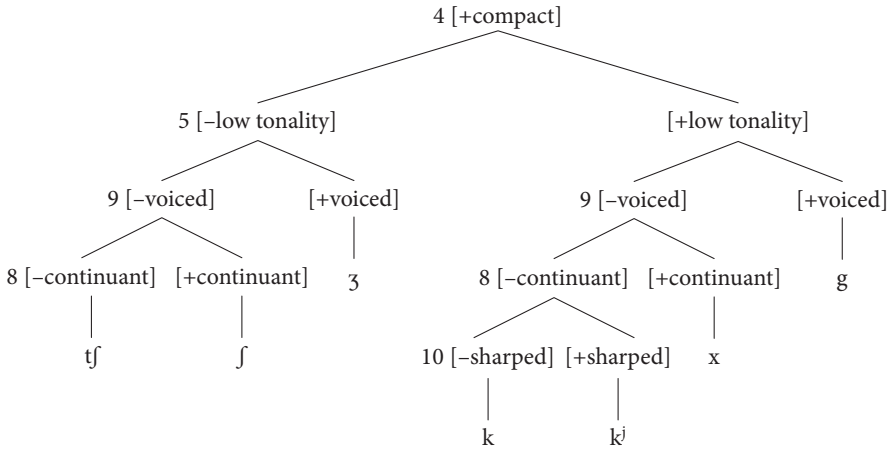 4 [+compact]
5 [–low tonality] [+low tonality]
9 [–voiced] [+voiced] 9 [–voiced] [+voiced]
8 [–continuant] [+continuant] ʒ 8 [–continuant] [+continuant] g
tʃ ʃ 10 [–sharped] [+sharped] x
k kʲ